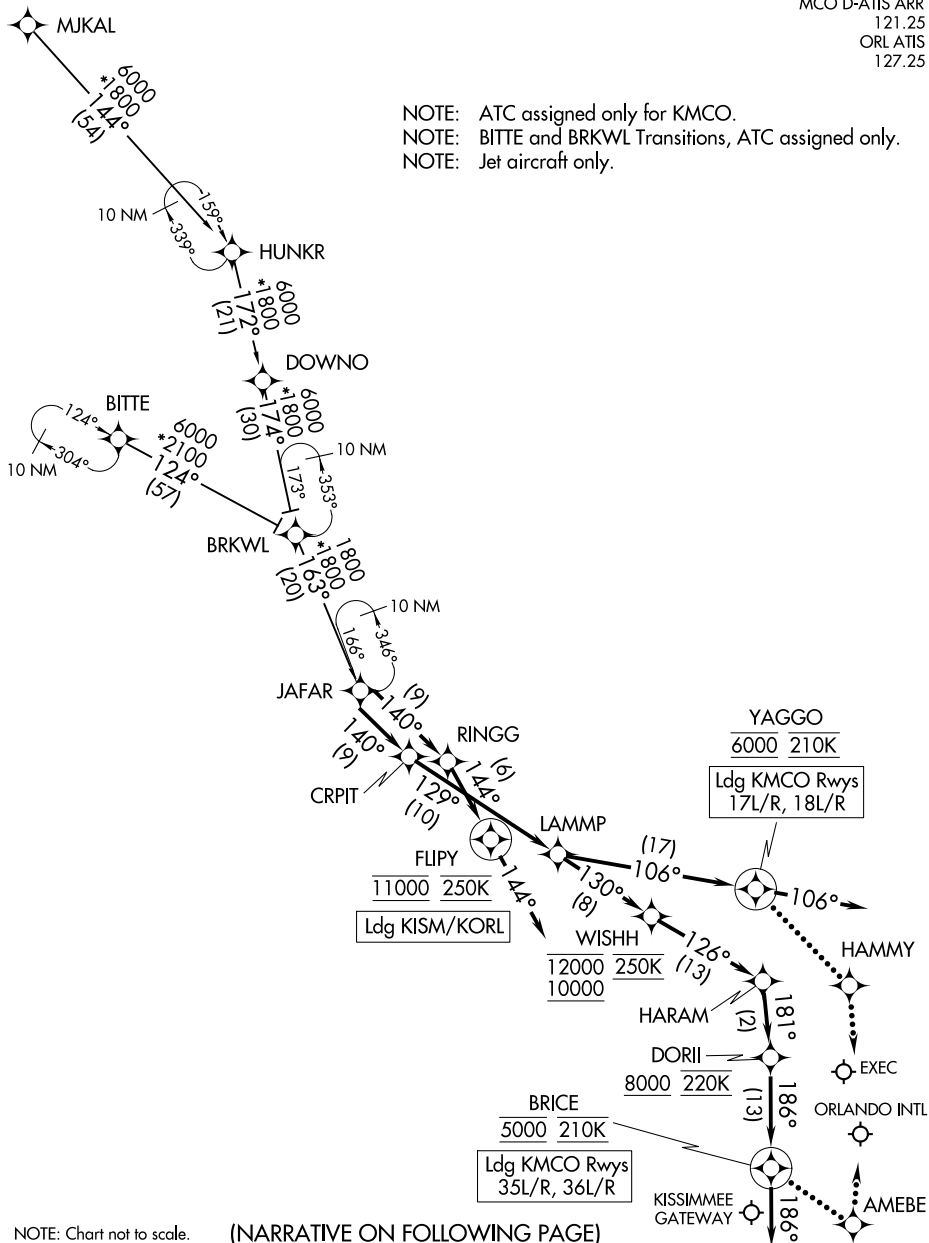 MCO D-ATIS ARR
121.25
ORL ATIS
127.25
MJKAL
6000
*1800
144°
(54)
NOTE: ATC assigned only for KMCO.
NOTE: BITTE and BRKWL Transitions, ATC assigned only.
NOTE: Jet aircraft only.
10 NM
159°
339°
HUNKR
6000
*1800
172°
(21)
DOWNO
6000
*1800
174°
(30)
BITTE
124°
304°
10 NM
6000
*2100
124°
(57)
10 NM
173°
353°
BRKWL
1800
*1800
163°
(20)
10 NM
166°
346°
JAFAR
(9)
140°
140°
(9)
RINGG
(6)
144°
CRPIT
129°
(10)
YAGGO
6000 210K
Ldg KMCO Rwys
17L/R, 18L/R
LAMMP
(17)
106°
106°
FLIPY
11000 250K
Ldg KISM/KORL
144°
130°
(8)
WISHH
12000 250K
10000
126°
(13)
HAMMY
HARAM
181°
(2)
DORII
8000 220K
EXEC
186°
(13)
ORLANDO INTL
BRICE
5000 210K
Ldg KMCO Rwys
35L/R, 36L/R
KISSIMMEE
GATEWAY
186°
AMEBE
NOTE: Chart not to scale.
(NARRATIVE ON FOLLOWING PAGE)